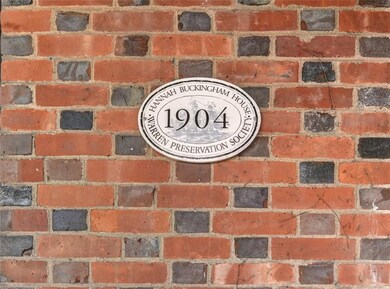 HANNAH BUCKINGHAM HOUSE
1904
WARREN PRESERVATION SOCIETY